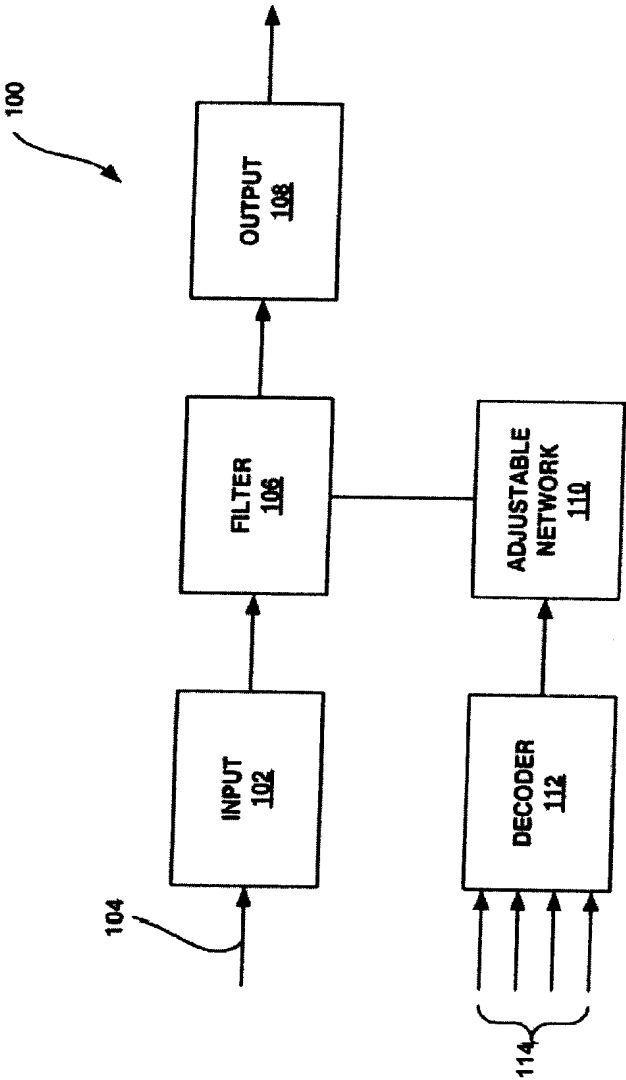 100
104
INPUT
102
FILTER
106
OUTPUT
108
114
DECODER
112
ADJUSTABLE
NETWORK
110